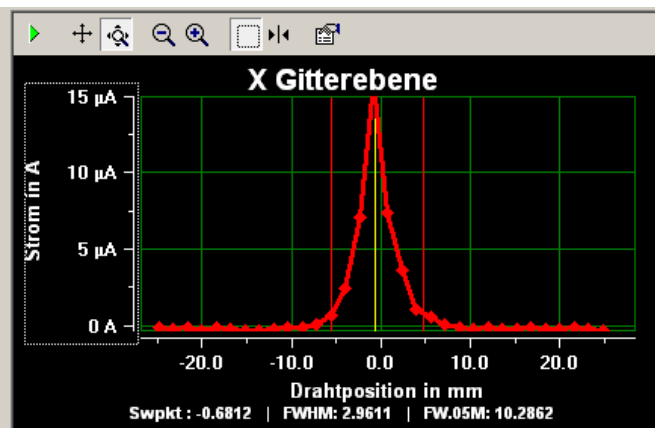 X Gitterebene
15 µA
10 µA
5 µA
0 A
Strom in A
-20.0 -10.0 0.0 10.0 20.0
Drahtposition in mm
Swpkt : -0.6812 | FWHM: 2.9611 | FW.05M: 10.2862